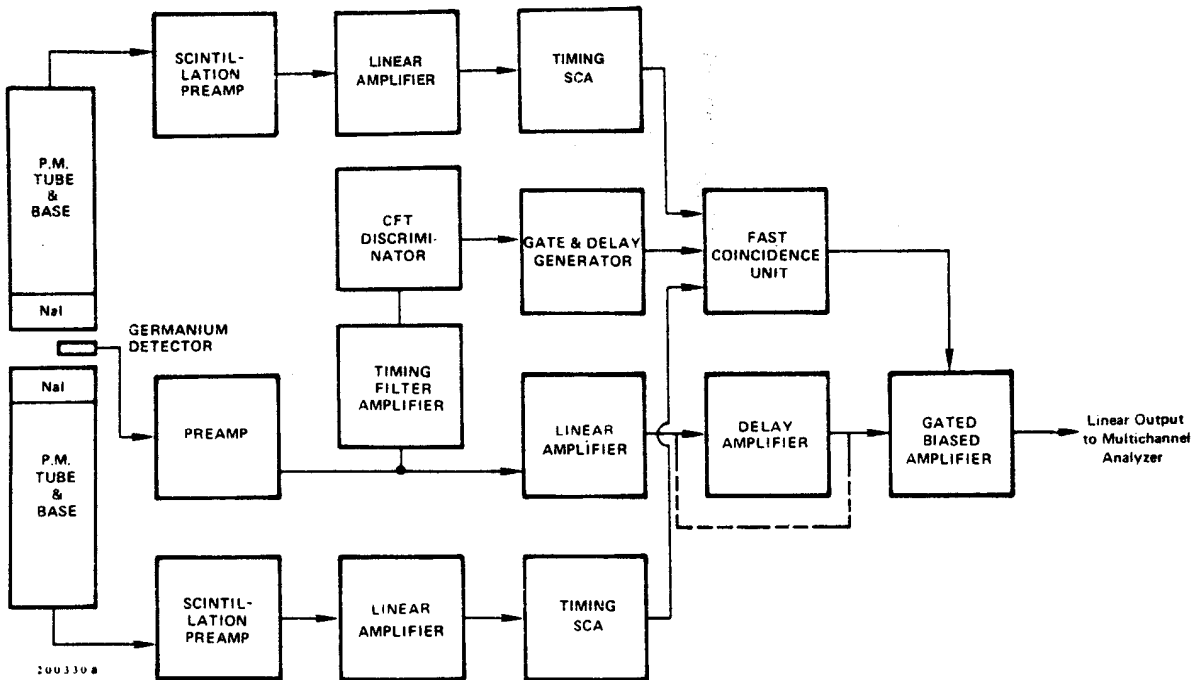 SCINTIL-
LATION
PREAMP
LINEAR
AMPLIFIER
TIMING
SCA
P.M.
TUBE
&
BASE
NaI
CFT
DISCRIMI-
NATOR
GATE & DELAY
GENERATOR
FAST
COINCIDENCE
UNIT
GERMANIUM
DETECTOR
NaI
P.M.
TUBE
&
BASE
PREAMP
TIMING
FILTER
AMPLIFIER
LINEAR
AMPLIFIER
DELAY
AMPLIFIER
GATED
BIASED
AMPLIFIER
Linear Output
to Multichannel
Analyzer
SCINTIL-
LATION
PREAMP
LINEAR
AMPLIFIER
TIMING
SCA
200330a